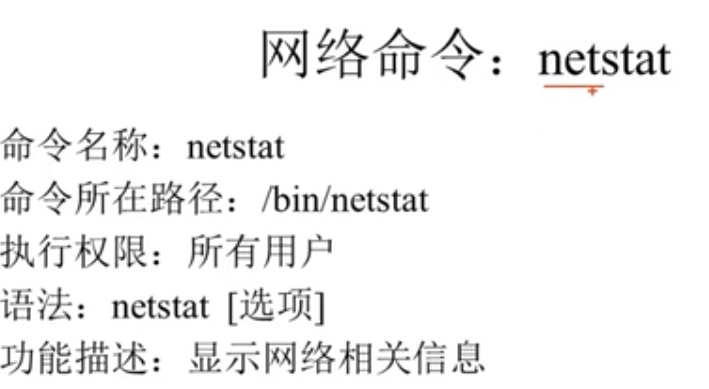 网络命令：netstat
命令名称：netstat
命令所在路径：/bin/netstat
执行权限：所有用户
语法：netstat [选项]
功能描述：显示网络相关信息